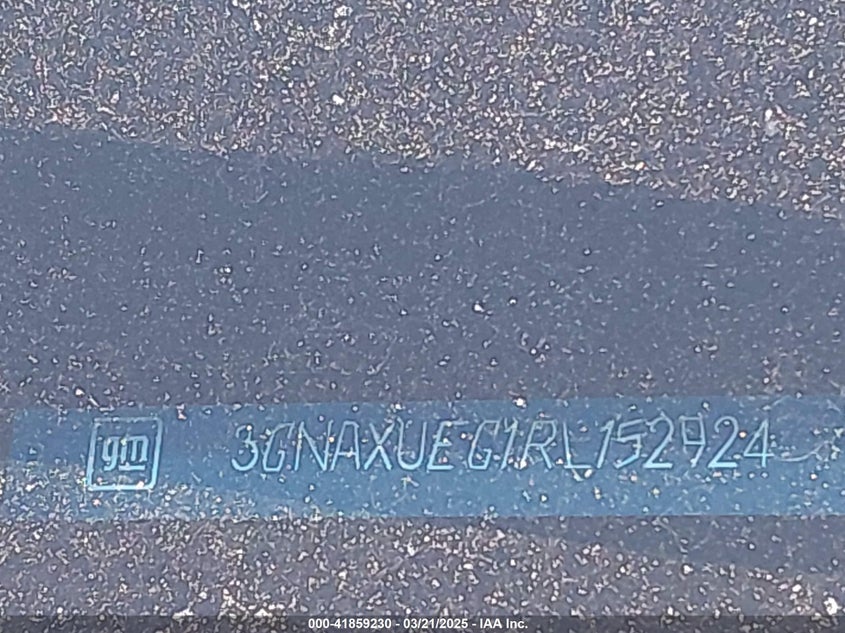 gm 3GNAXUEG1RL152924
000-41859230 - 03/21/2025 - IAA Inc.